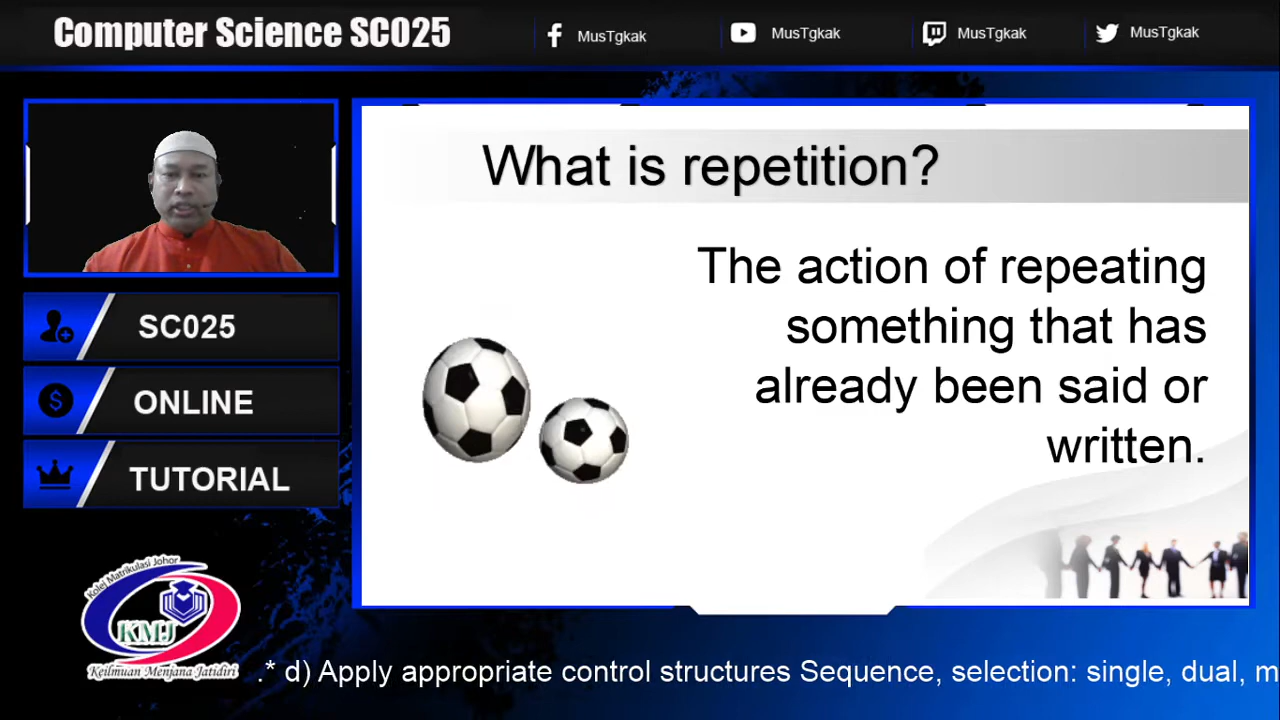 Computer Science SC025
MusTgkak
MusTgkak
MusTgkak
MusTgkak
What is repetition?
The action of repeating
something that has
already been said or
written.
SC025
ONLINE
TUTORIAL
Kolej Matrikulasi Johor
KMJ
Keilmuan Menjana Jatidiri
.* d) Apply appropriate control structures Sequence, selection: single, dual, m